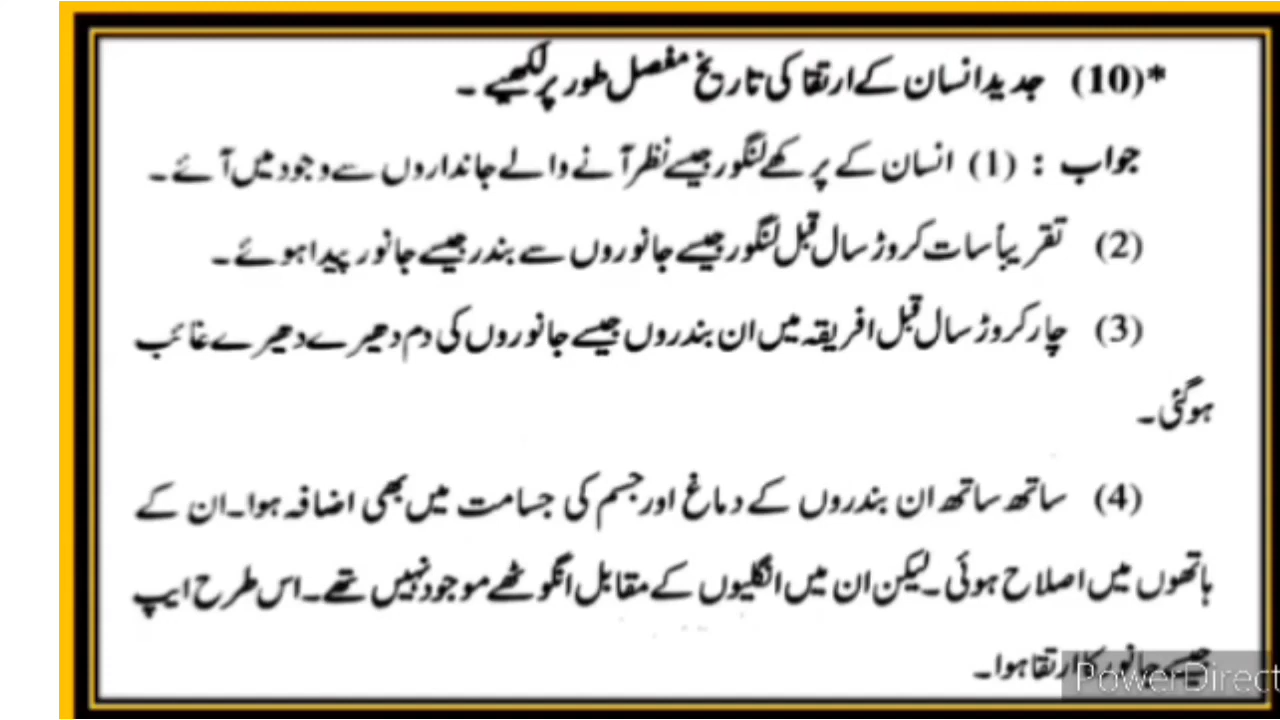 *(10) جدید انسان کے ارتقا کی تاریخ مفصل طور پر لکھیے ۔
جواب : (1) انسان کے پرکھے لنگور جیسے نظر آنے والے جانداروں سے وجود میں آئے ۔
(2) تقریباً سات کروڑ سال قبل لنگور جیسے جانوروں سے بندر جیسے جانور پیدا ہوئے ۔
(3) چار کروڑ سال قبل افریقہ میں ان بندروں جیسے جانوروں کی دم دھیرے دھیرے غائب
ہوگئی ۔
(4) ساتھ ساتھ ان بندروں کے دماغ اور جسم کی جسامت میں بھی اضافہ ہوا۔ ان کے
ہاتھوں میں اصلاح ہوئی ۔ لیکن ان میں انگلیوں کے مقابل انگوٹھے موجود نہیں تھے ۔ اس طرح ایپ
جیسے جانور کا ارتقا ہوا ۔
PowerDirect